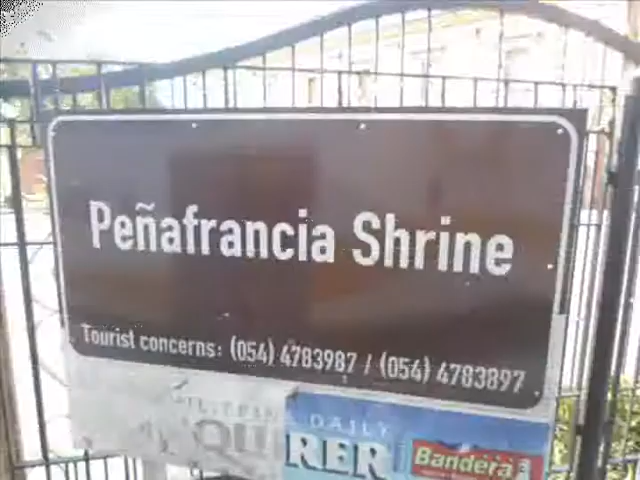 Peñafrancia Shrine
Tourist concerns: (054) 4783987 / (054) 4783897
DAILY
RER
Bandera